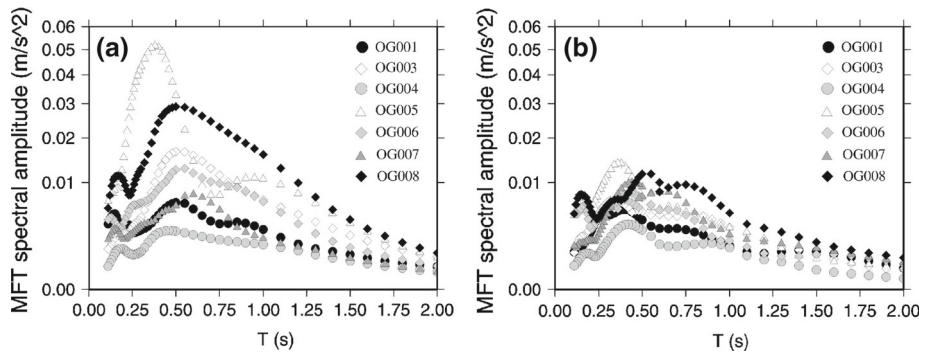 (a)
MFT spectral amplitude (m/s^2)
0.06
0.05
0.04
0.03
0.02
0.01
0.00
OG001
OG003
OG004
OG005
OG006
OG007
OG008
0.00 0.25 0.50 0.75 1.00 1.25 1.50 1.75 2.00
T (s)
(b)
MFT spectral amplitude (m/s^2)
0.06
0.05
0.04
0.03
0.02
0.01
0.00
OG001
OG003
OG004
OG005
OG006
OG007
OG008
0.00 0.25 0.50 0.75 1.00 1.25 1.50 1.75 2.00
T (s)